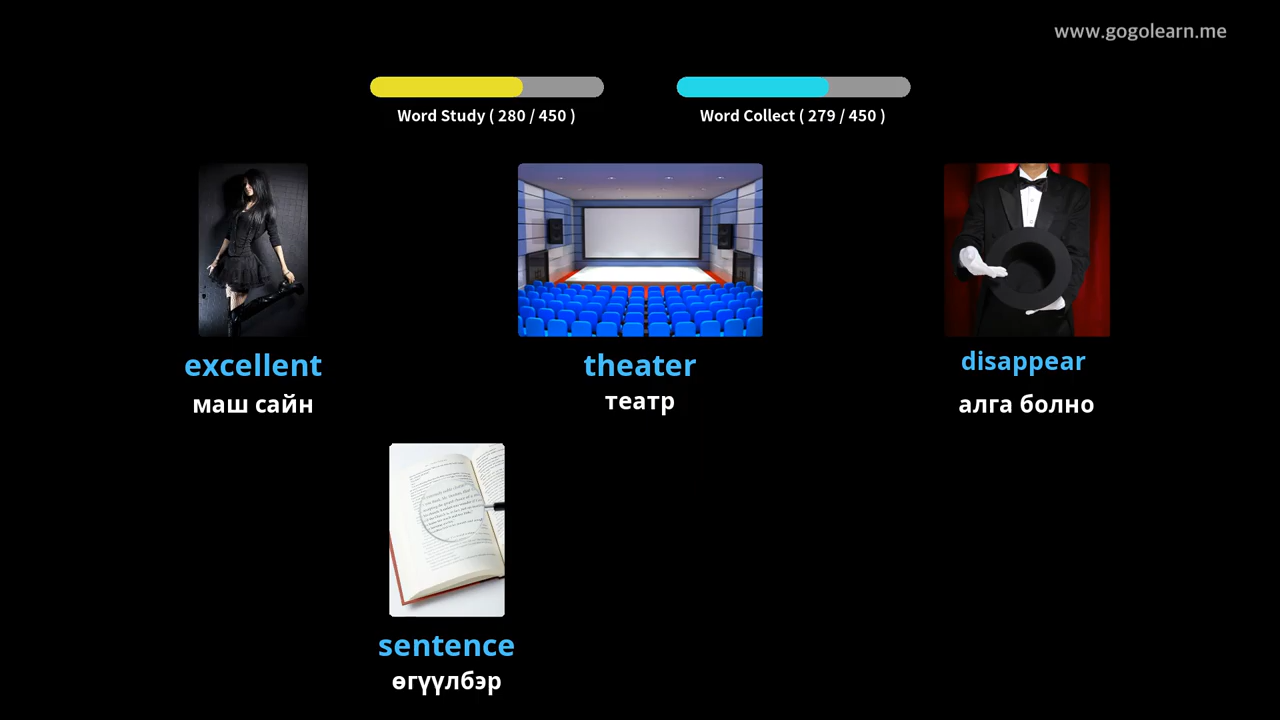 www.gogolearn.me
Word Study ( 280 / 450 )
Word Collect ( 279 / 450 )
excellent
маш сайн
theater
театр
disappear
алга болно
sentence
өгүүлбэр